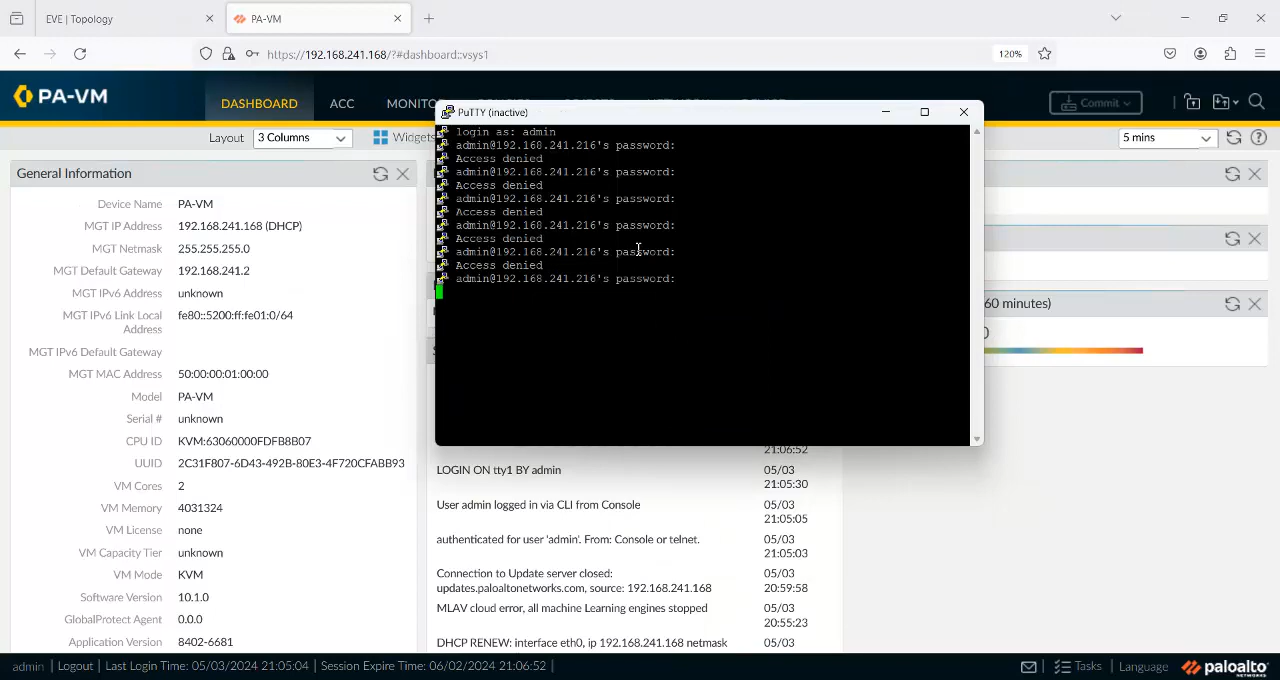 EVE | Topology
PA-VM
https://192.168.241.168/?#dashboard::vsys1
120%
PA-VM
DASHBOARD
ACC
Commit
Layout
3 Columns
Widgets
5 mins
PuTTY (inactive)
login as: admin
admin@192.168.241.216's password:
Access denied
admin@192.168.241.216's password:
Access denied
admin@192.168.241.216's password:
Access denied
admin@192.168.241.216's password:
Access denied
admin@192.168.241.216's password:
Access denied
admin@192.168.241.216's password:
General Information
Device Name PA-VM
MGT IP Address 192.168.241.168 (DHCP)
MGT Netmask 255.255.255.0
MGT Default Gateway 192.168.241.2
MGT IPv6 Address unknown
MGT IPv6 Link Local fe80::5200:ff:fe01:0/64
Address
MGT IPv6 Default Gateway
MGT MAC Address 50:00:00:01:00:00
Model PA-VM
Serial # unknown
CPU ID KVM:63060000FDFB8B07
UUID 2C31F807-6D43-492B-80E3-4F720CFABB93
VM Cores 2
VM Memory 4031324
VM License none
VM Capacity Tier unknown
VM Mode KVM
Software Version 10.1.0
GlobalProtect Agent 0.0.0
Application Version 8402-6681
60 minutes)
21:06:52
LOGIN ON tty1 BY admin 05/03
21:05:30
User admin logged in via CLI from Console 05/03
21:05:05
authenticated for user 'admin'. From: Console or telnet. 05/03
21:05:03
Connection to Update server closed: 05/03
updates.paloaltonetworks.com, source: 192.168.241.168 20:59:58
MLAV cloud error, all machine Learning engines stopped 05/03
20:55:23
DHCP RENEW: interface eth0, ip 192.168.241.168 netmask 05/03
admin | Logout | Last Login Time: 05/03/2024 21:05:04 | Session Expire Time: 06/02/2024 21:06:52 |
Tasks | Language
paloalto
NETWORKS